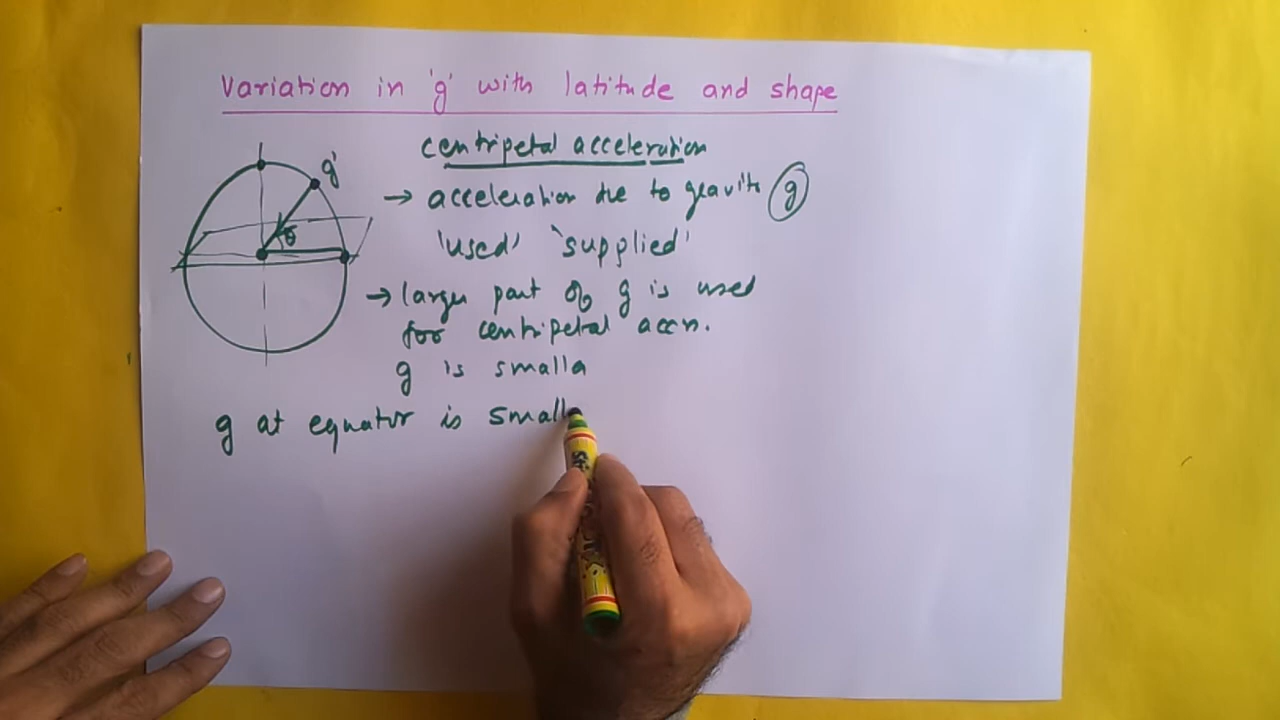 Variation in 'g' with latitude and shape
centripetal acceleration
g'
→ acceleration due to gravity g
θ
'used' 'supplied'
→ larger part of g is used
for centripetal accn.
g is smaller
g at equator is small